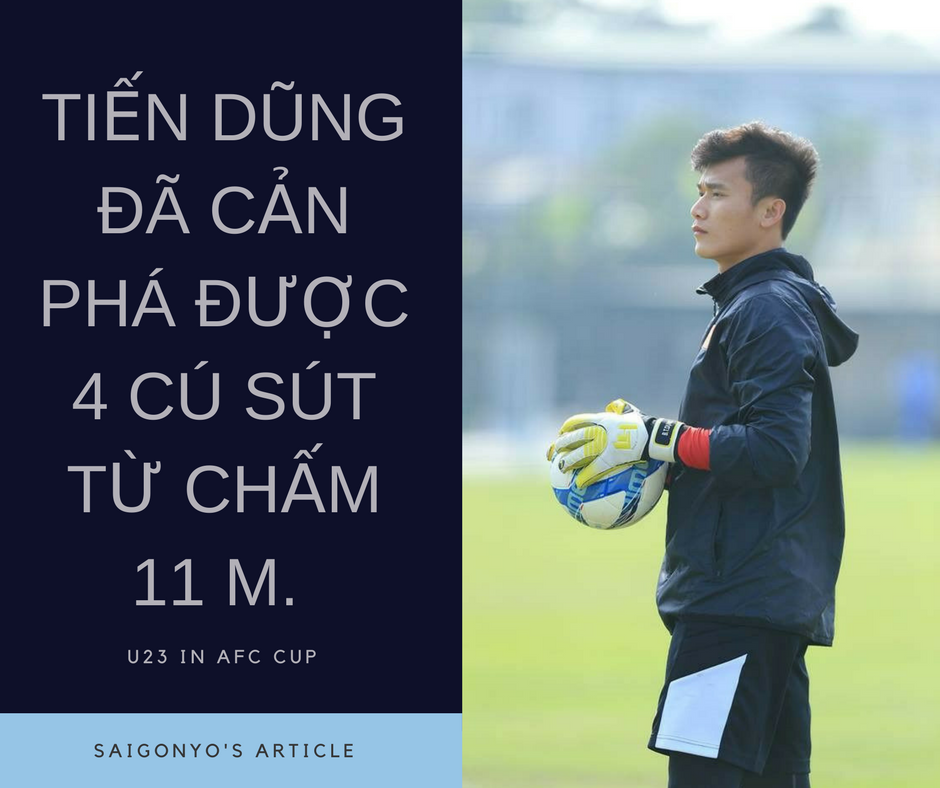 TIẾN DŨNG
ĐÃ CẢN
PHÁ ĐƯỢC
4 CÚ SÚT
TỪ CHẤM
11 M.
U23 IN AFC CUP
SAIGONYO'S ARTICLE